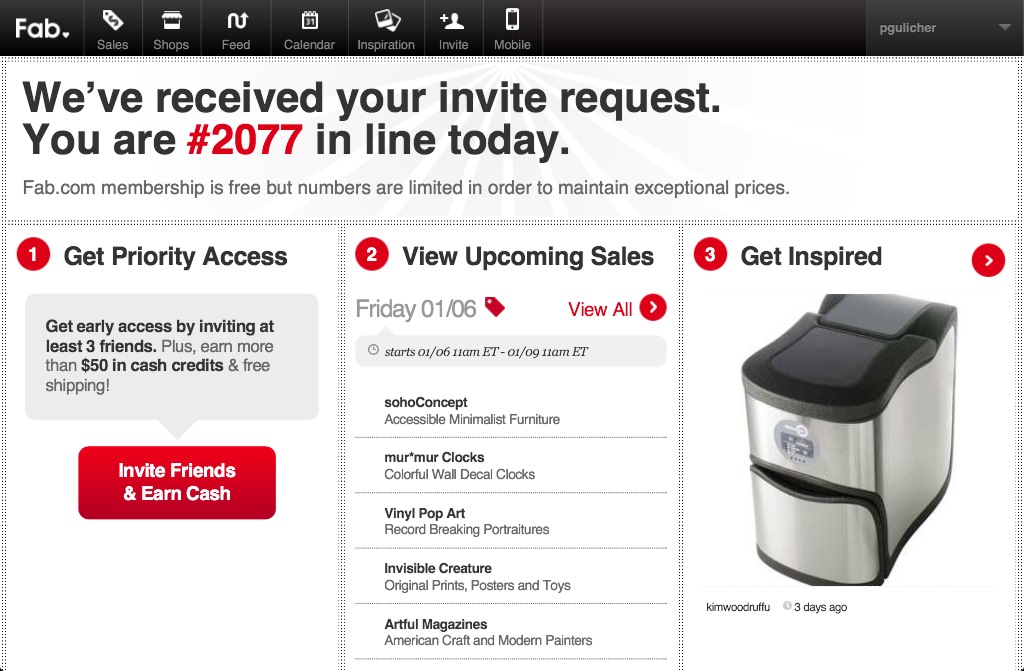 Fab.
Sales
Shops
31
Feed
Calendar
Inspiration
Invite
Mobile
pgulicher
We’ve received your invite request.
You are #2077 in line today.
Fab.com membership is free but numbers are limited in order to maintain exceptional prices.
1 Get Priority Access
Get early access by inviting at
least 3 friends. Plus, earn more
than $50 in cash credits & free
shipping!
Invite Friends
& Earn Cash
2 View Upcoming Sales
Friday 01/06
View All
starts 01/06 11am ET - 01/09 11am ET
sohoConcept
Accessible Minimalist Furniture
mur*mur Clocks
Colorful Wall Decal Clocks
Vinyl Pop Art
Record Breaking Portraitures
Invisible Creature
Original Prints, Posters and Toys
Artful Magazines
American Craft and Modern Painters
3 Get Inspired
kimwoodruffu
3 days ago